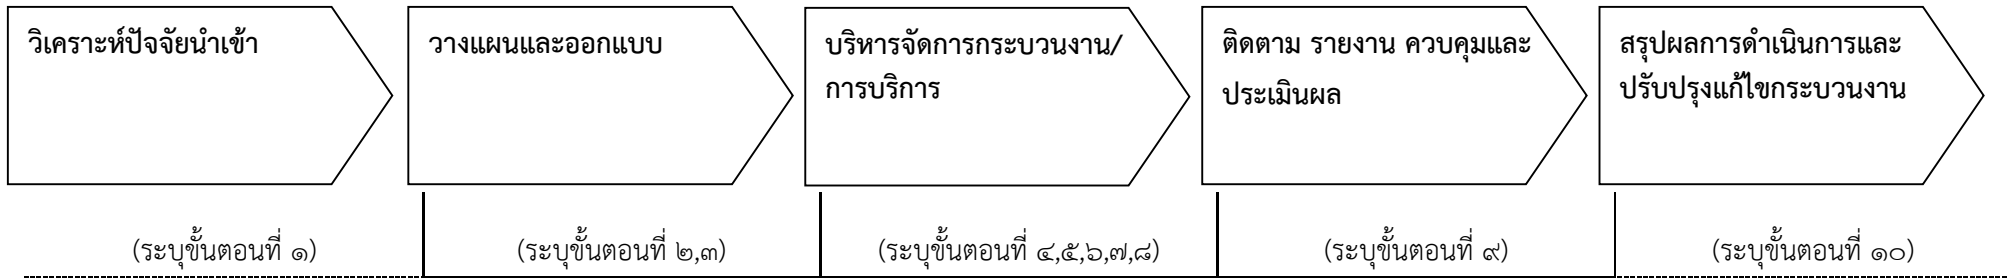 วิเคราะห์ปัจจัยนำเข้า
วางแผนและออกแบบ
บริหารจัดการกระบวนงาน/
การบริการ
ติดตาม รายงาน ควบคุมและ
ประเมินผล
สรุปผลการดำเนินการและ
ปรับปรุงแก้ไขกระบวนงาน
(ระบุขั้นตอนที่ ๑)
(ระบุขั้นตอนที่ ๒,๓)
(ระบุขั้นตอนที่ ๔,๕,๖,๗,๘)
(ระบุขั้นตอนที่ ๙)
(ระบุขั้นตอนที่ ๑๐)